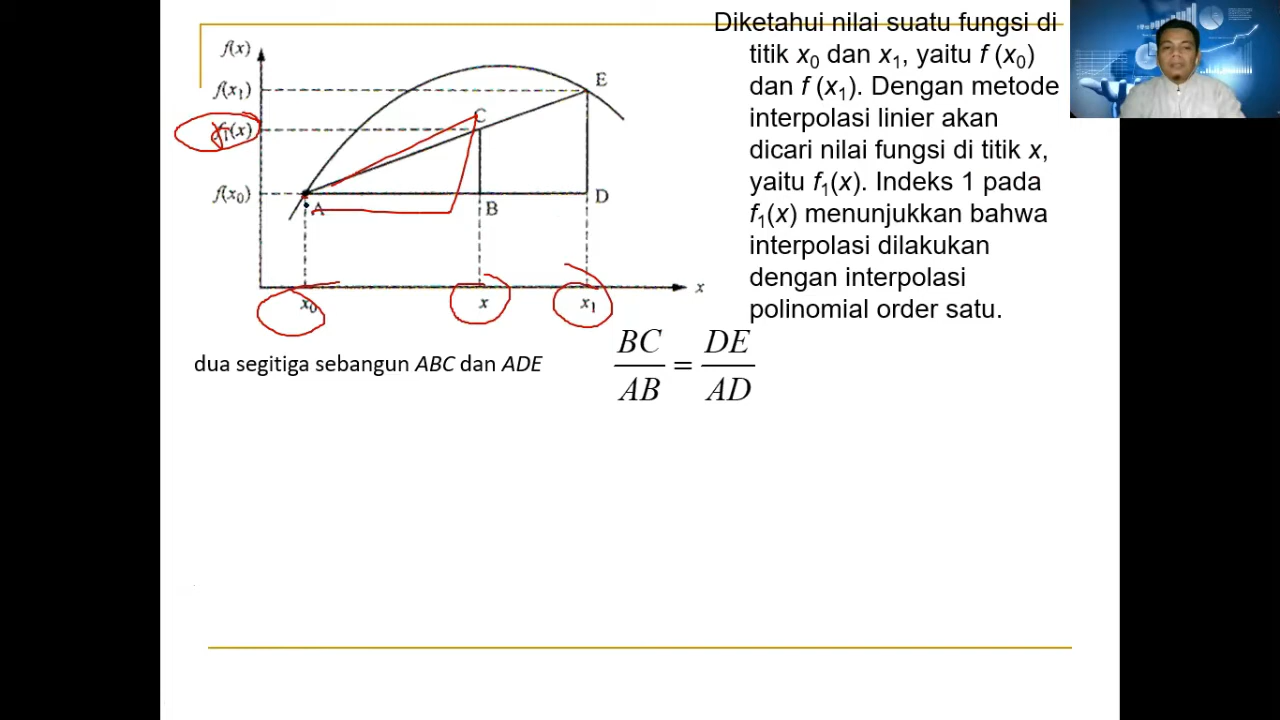 Diketahui nilai suatu fungsi di
titik x₀ dan x₁, yaitu f (x₀)
dan f (x₁). Dengan metode
interpolasi linier akan
dicari nilai fungsi di titik x,
yaitu f₁(x). Indeks 1 pada
f₁(x) menunjukkan bahwa
interpolasi dilakukan
dengan interpolasi
polinomial order satu.
f(x)
f(x₁)
E
f₁(x)
C
f(x₀)
A
B
D
x
x₀
x
x₁
dua segitiga sebangun ABC dan ADE
BC/AB = DE/AD